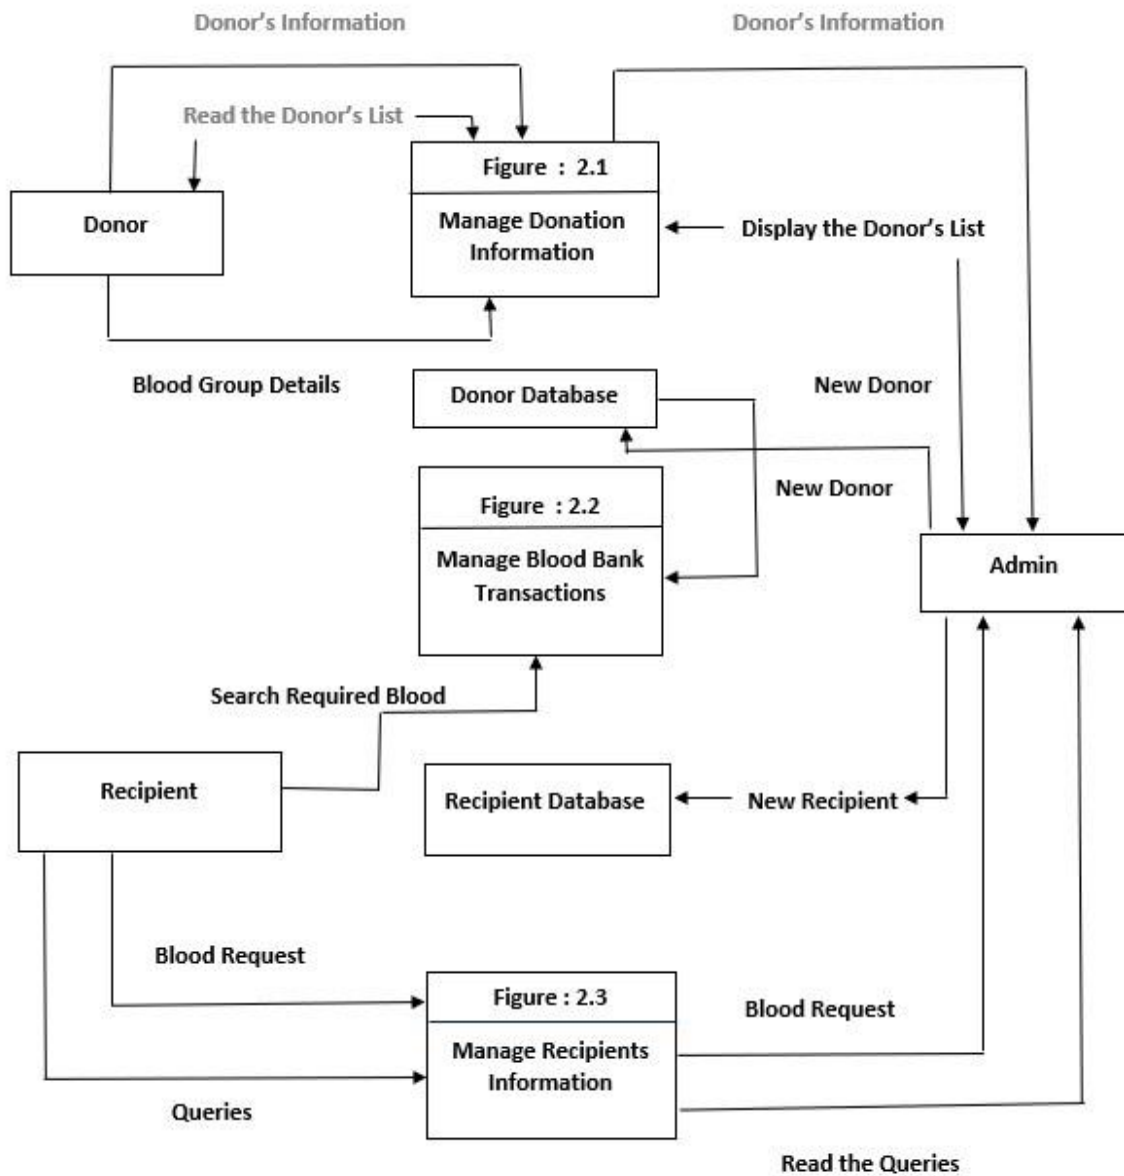 Donor's Information
Donor's Information
Read the Donor's List
Figure : 2.1
Donor
Manage Donation
Information
Display the Donor's List
Blood Group Details
Donor Database
New Donor
Figure : 2.2
New Donor
Manage Blood Bank
Transactions
Admin
Search Required Blood
Recipient
Recipient Database
New Recipient
Blood Request
Figure : 2.3
Blood Request
Manage Recipients
Information
Queries
Read the Queries